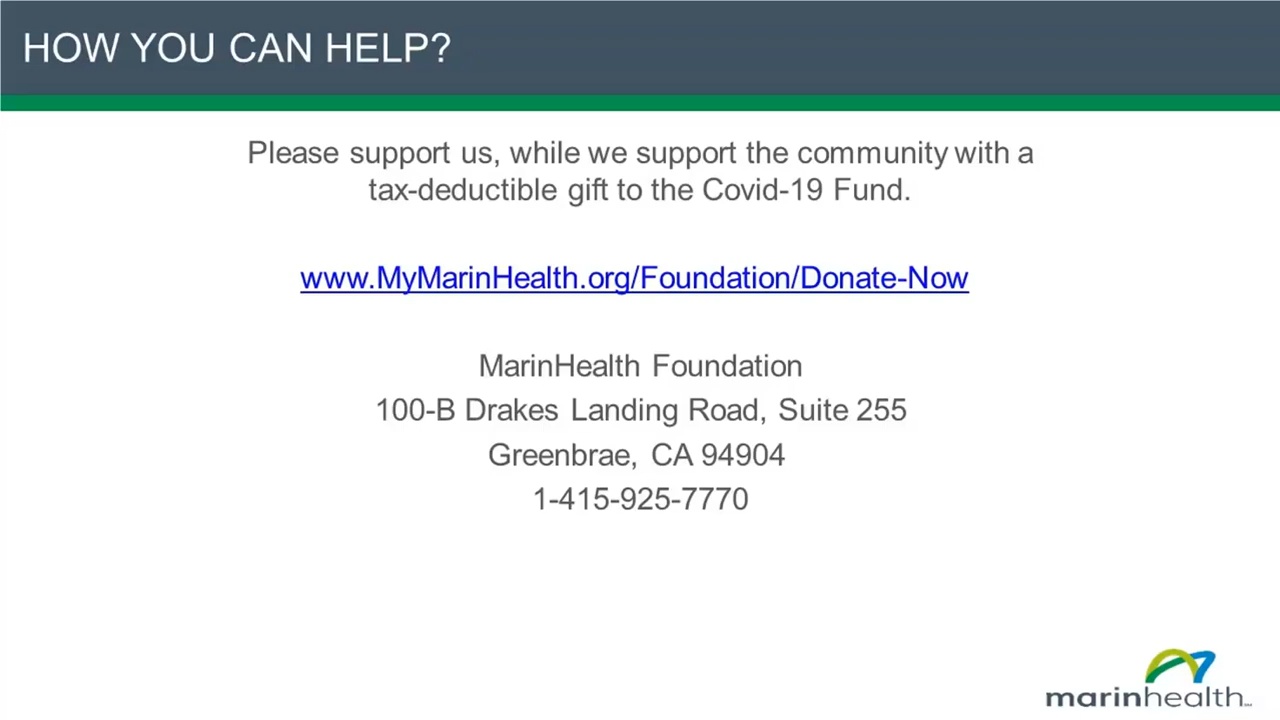 HOW YOU CAN HELP?
Please support us, while we support the community with a
tax-deductible gift to the Covid-19 Fund.
www.MyMarinHealth.org/Foundation/Donate-Now
MarinHealth Foundation
100-B Drakes Landing Road, Suite 255
Greenbrae, CA 94904
1-415-925-7770
marinhealth